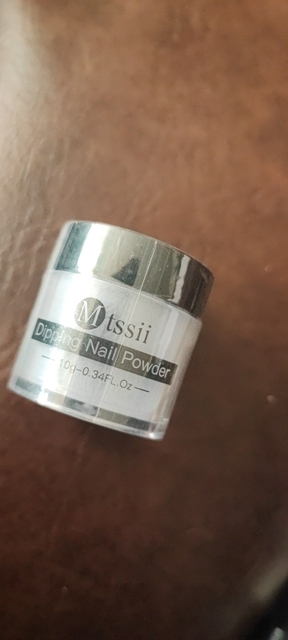 Mtssii
Dipping Nail Powder
10g-0.34FL.Oz